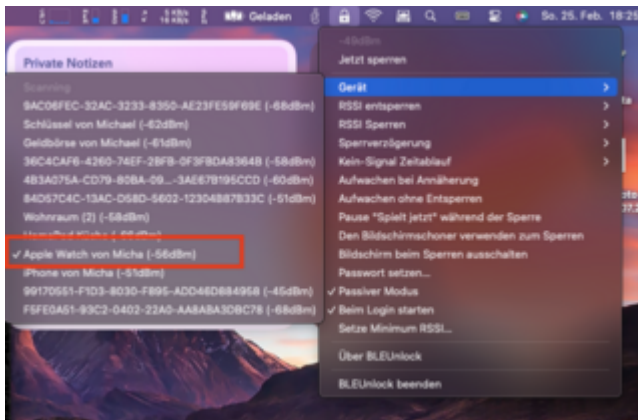 Geladen
So. 25. Feb. 18:25
Private Notizen
Scanning
9AC06FEC-32AC-3233-8350-AE23FE59F69E (-68dBm)
Schlüssel von Michael (-62dBm)
Geldbörse von Michael (-61dBm)
36C4CAF6-4260-74EF-28FB-0F3FBDA8364B (-58dBm)
4B3A075A-CD79-80BA-09...-3AE67B195CCD (-60dBm)
84D57C4C-13AC-D58D-5602-12304B87B33C (-51dBm)
Wohnraum (2) (-58dBm)
HomePod Küche
✓ Apple Watch von Micha (-56dBm)
iPhone von Micha (-51dBm)
99170551-F1D3-8030-F895-ADD46D884958 (-45dBm)
F5FE0A51-93C2-0402-22A0-AA8ABA3DBC78 (-68dBm)
-49dBm
Jetzt sperren
Gerät
RSSI entsperren
RSSI Sperren
Sperrverzögerung
Kein-Signal Zeitablauf
Aufwachen bei Annäherung
Aufwachen ohne Entsperren
Pause "Spielt jetzt" während der Sperre
Den Bildschirmschoner verwenden zum Sperren
Bildschirm beim Sperren ausschalten
Passwort setzen...
✓ Passiver Modus
✓ Beim Login starten
Setze Minimum RSSI...
Über BLEUnlock
BLEUnlock beenden